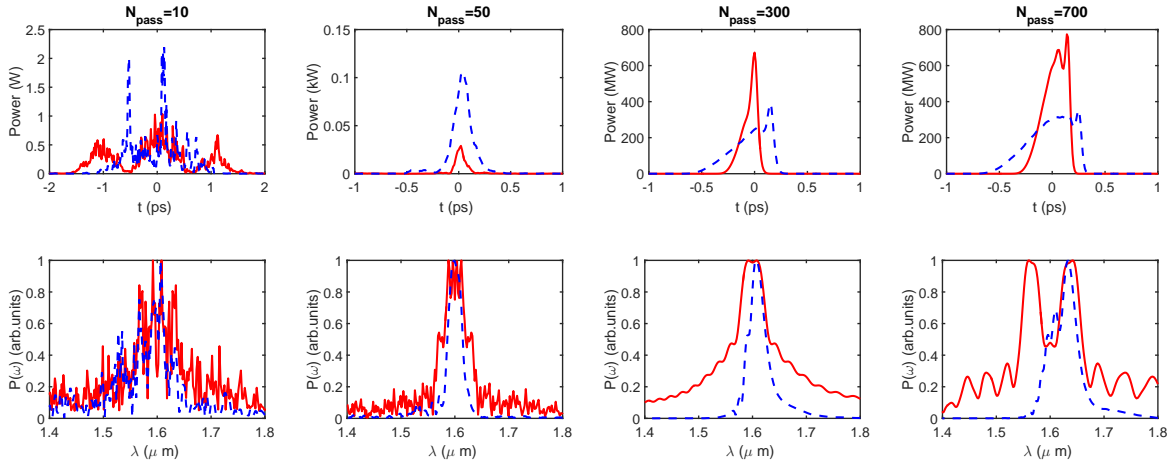 N_pass=10
N_pass=50
N_pass=300
N_pass=700
Power (W)
2.5
2
1.5
1
0.5
0
-2 -1 0 1 2
t (ps)
Power (kW)
0.15
0.1
0.05
0
-1 -0.5 0 0.5 1
t (ps)
Power (MW)
800
600
400
200
0
-1 -0.5 0 0.5 1
t (ps)
Power (MW)
800
600
400
200
0
-1 -0.5 0 0.5 1
t (ps)
P(ω) (arb.units)
1
0.8
0.6
0.4
0.2
0
1.4 1.5 1.6 1.7 1.8
λ (μ m)
P(ω) (arb.units)
1
0.8
0.6
0.4
0.2
0
1.4 1.5 1.6 1.7 1.8
λ (μ m)
P(ω) (arb.units)
1
0.8
0.6
0.4
0.2
0
1.4 1.5 1.6 1.7 1.8
λ (μ m)
P(ω) (arb.units)
1
0.8
0.6
0.4
0.2
0
1.4 1.5 1.6 1.7 1.8
λ (μ m)